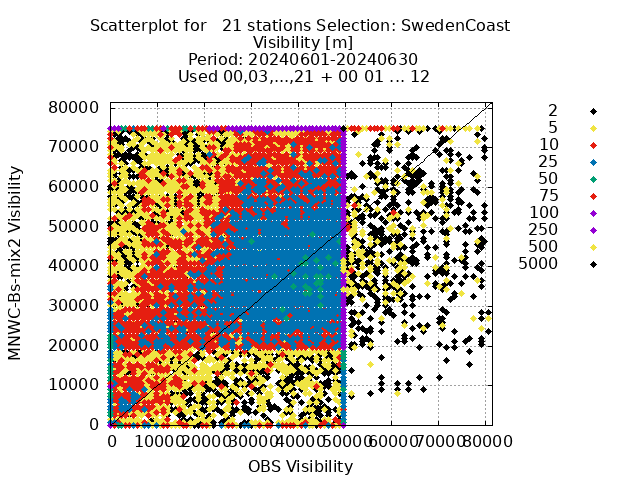 Scatterplot for   21 stations Selection: SwedenCoast
Visibility [m]
Period: 20240601-20240630
Used 00,03,...,21 + 00 01 ... 12
80000
70000
60000
50000
40000
30000
20000
10000
0
MNWC-Bs-mix2 Visibility
0 10000 20000 30000 40000 50000 60000 70000 80000
OBS Visibility
2
5
10
25
50
75
100
250
500
5000